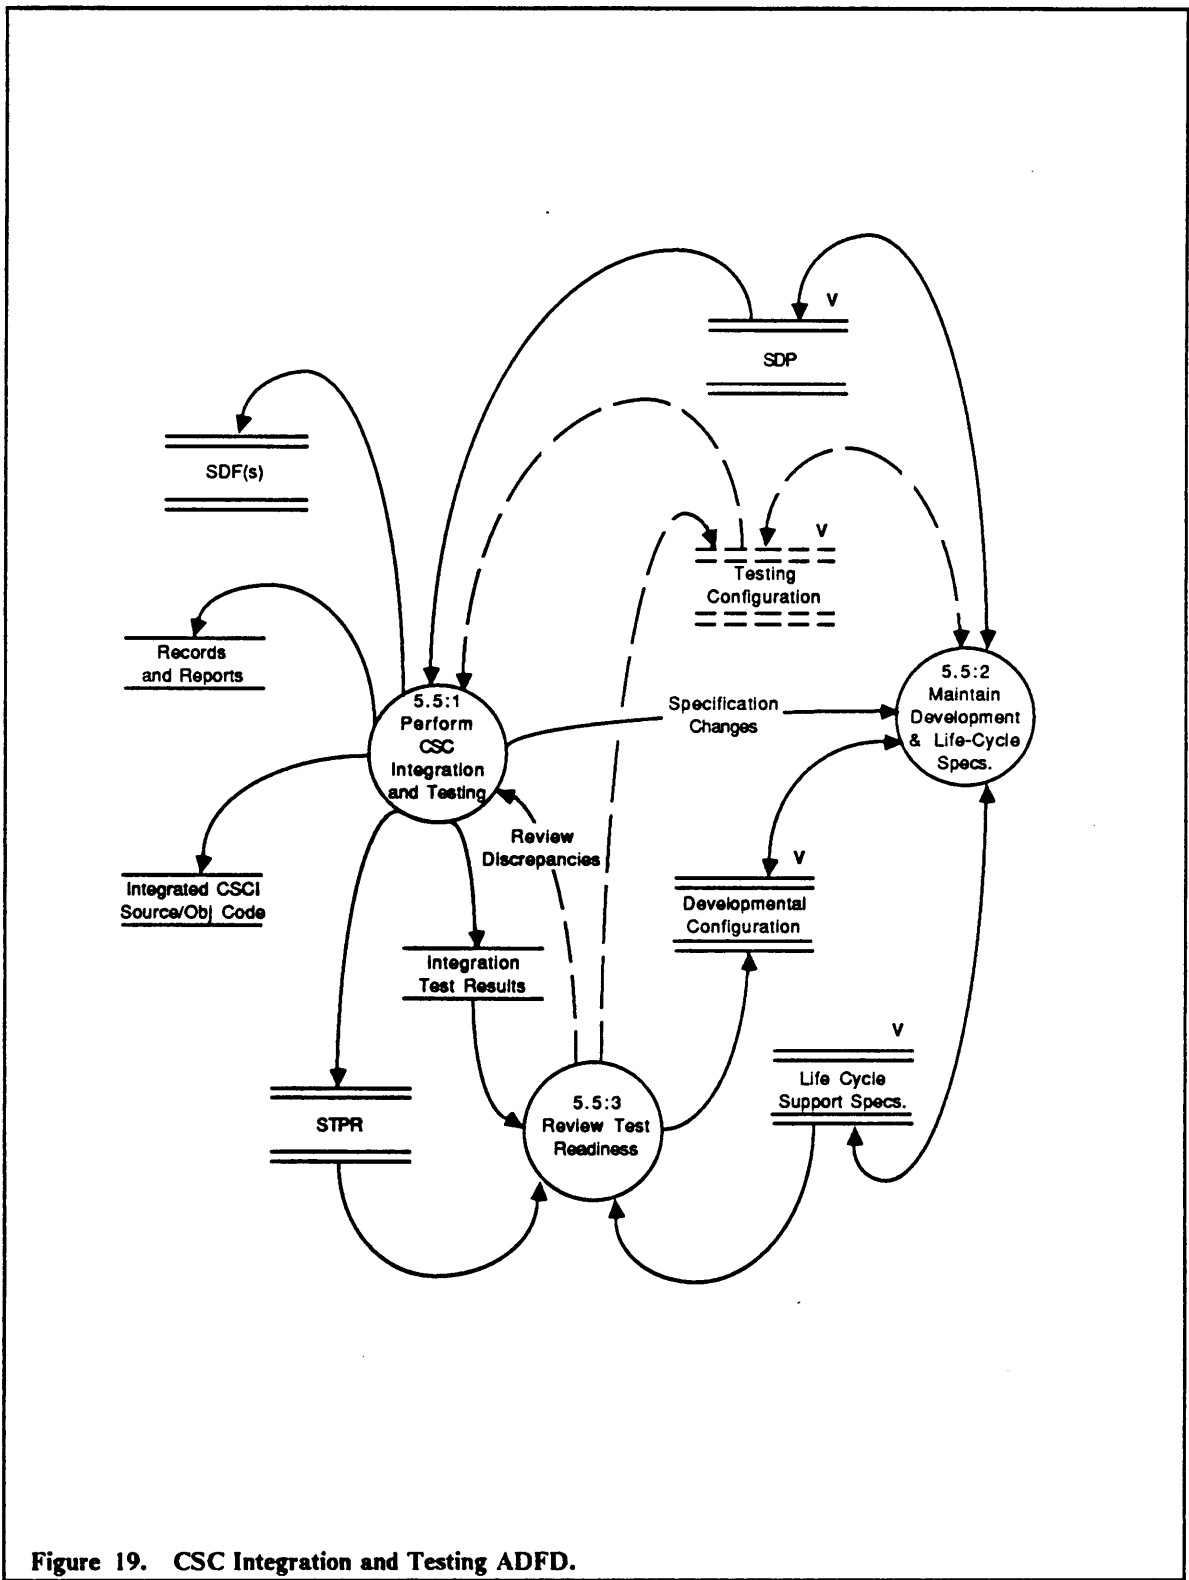 V
SDP
SDF(s)
V
Testing
Configuration
Records
and Reports
5.5:1
Perform
CSC
Integration
and Testing
Specification
Changes
5.5:2
Maintain
Development
& Life-Cycle
Specs.
Review
Discrepancies
V
Integrated CSCI
Source/Obj Code
Developmental
Configuration
Integration
Test Results
V
Life Cycle
Support Specs.
STPR
5.5:3
Review Test
Readiness
Figure 19. CSC Integration and Testing ADFD.